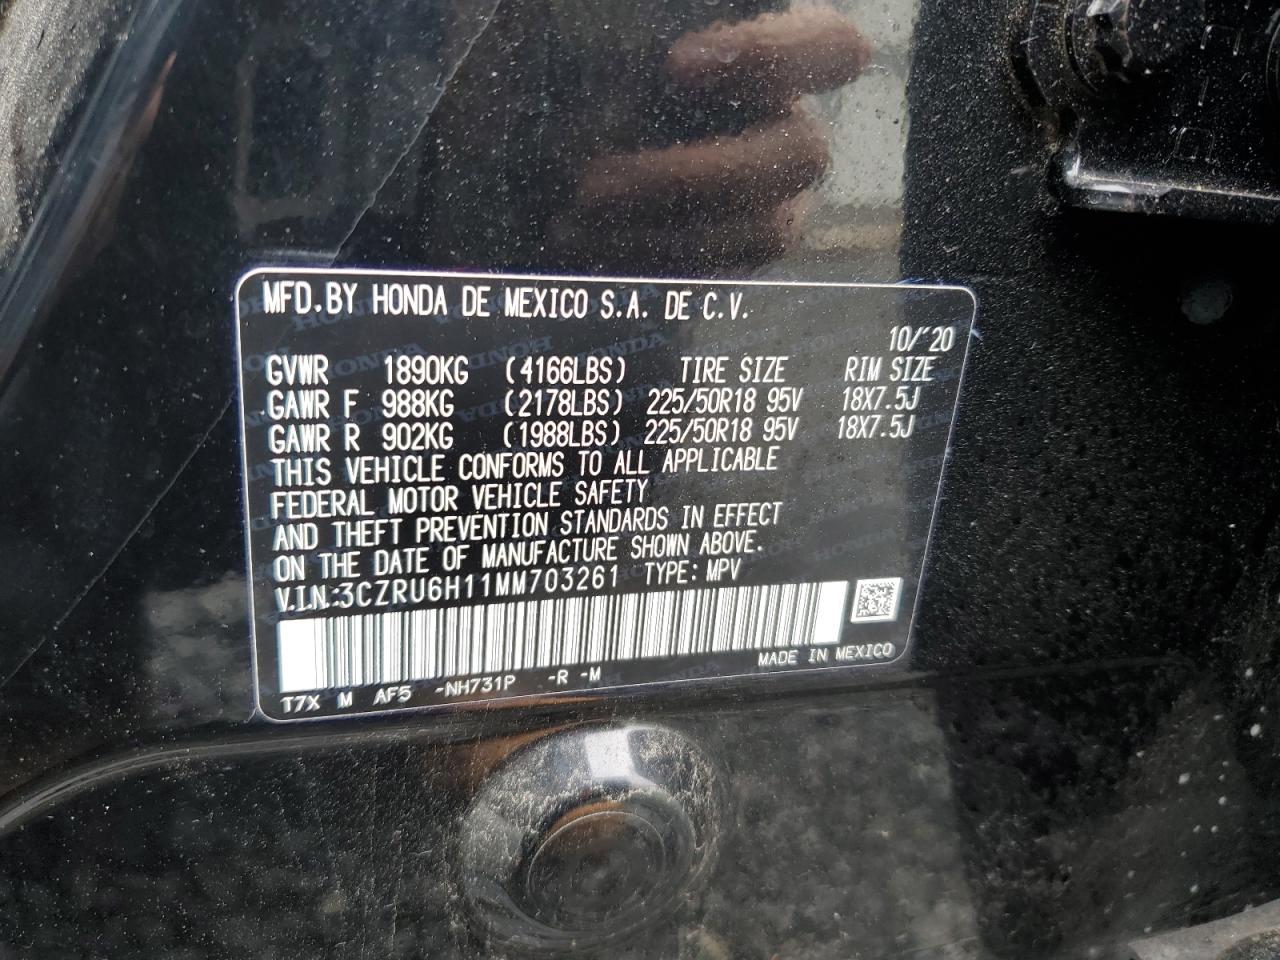 MFD.BY HONDA DE MEXICO S.A. DE C.V.
10/'20
GVWR 1890KG (4166LBS) TIRE SIZE RIM SIZE
GAWR F 988KG (2178LBS) 225/50R18 95V 18X7.5J
GAWR R 902KG (1988LBS) 225/50R18 95V 18X7.5J
THIS VEHICLE CONFORMS TO ALL APPLICABLE
FEDERAL MOTOR VEHICLE SAFETY
AND THEFT PREVENTION STANDARDS IN EFFECT
ON THE DATE OF MANUFACTURE SHOWN ABOVE.
V.I.N.:3CZRU6H11MM703261 TYPE: MPV
MADE IN MEXICO
T7X M AF5 -NH731P -R -M